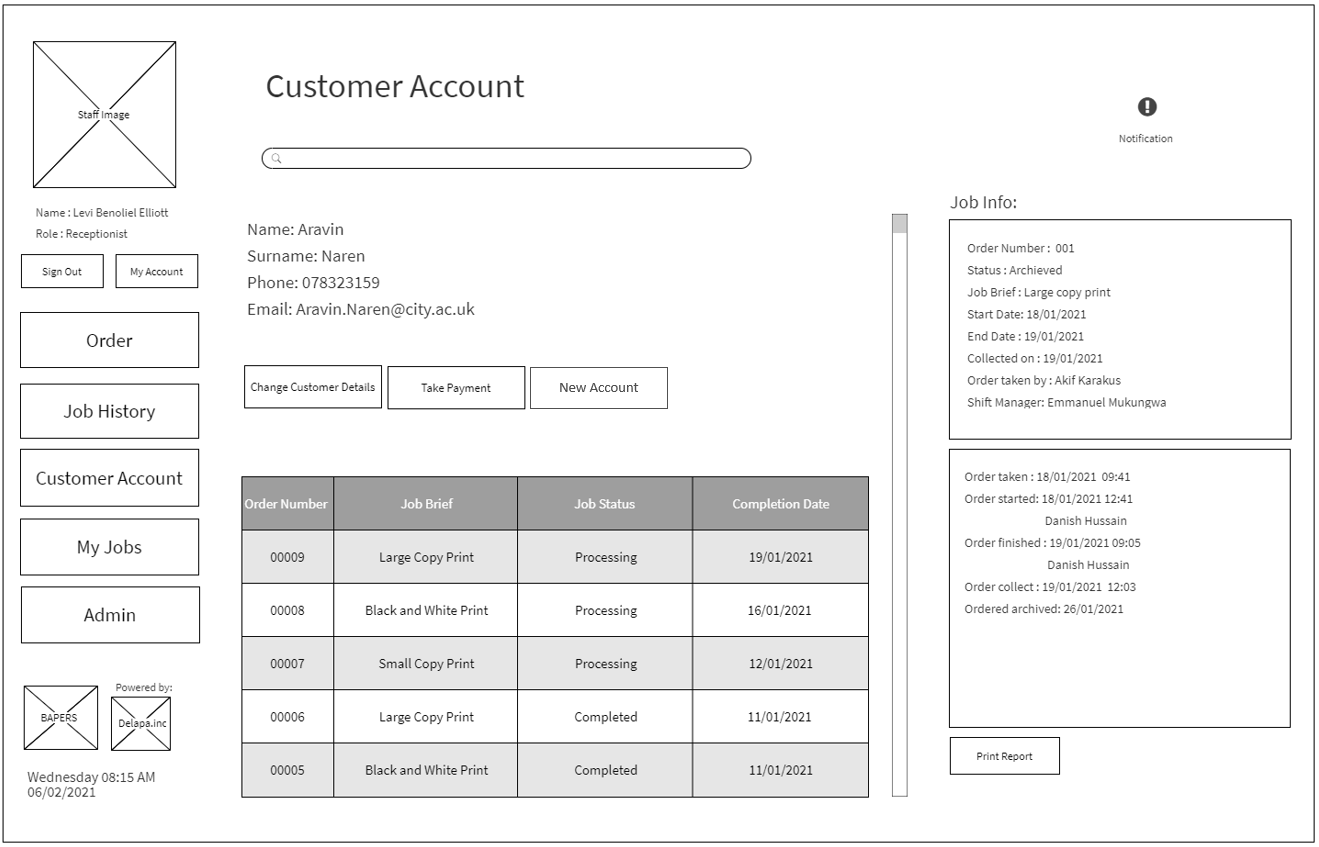 Staff Image
Name : Levi Benoliel Elliott
Role : Receptionist
Sign Out
My Account
Order
Job History
Customer Account
My Jobs
Admin
BAPERS
Powered by:
Delapa.inc
Wednesday 08:15 AM
06/02/2021
Customer Account
Name: Aravin
Surname: Naren
Phone: 078323159
Email: Aravin.Naren@city.ac.uk
Change Customer Details
Take Payment
New Account
Order Number Job Brief Job Status Completion Date
00009 Large Copy Print Processing 19/01/2021
00008 Black and White Print Processing 16/01/2021
00007 Small Copy Print Processing 12/01/2021
00006 Large Copy Print Completed 11/01/2021
00005 Black and White Print Completed 11/01/2021
Notification
Job Info:
Order Number : 001
Status : Archieved
Job Brief : Large copy print
Start Date: 18/01/2021
End Date : 19/01/2021
Collected on : 19/01/2021
Order taken by : Akif Karakus
Shift Manager: Emmanuel Mukungwa
Order taken : 18/01/2021 09:41
Order started: 18/01/2021 12:41
Danish Hussain
Order finished : 19/01/2021 09:05
Danish Hussain
Order collect : 19/01/2021 12:03
Ordered archived: 26/01/2021
Print Report